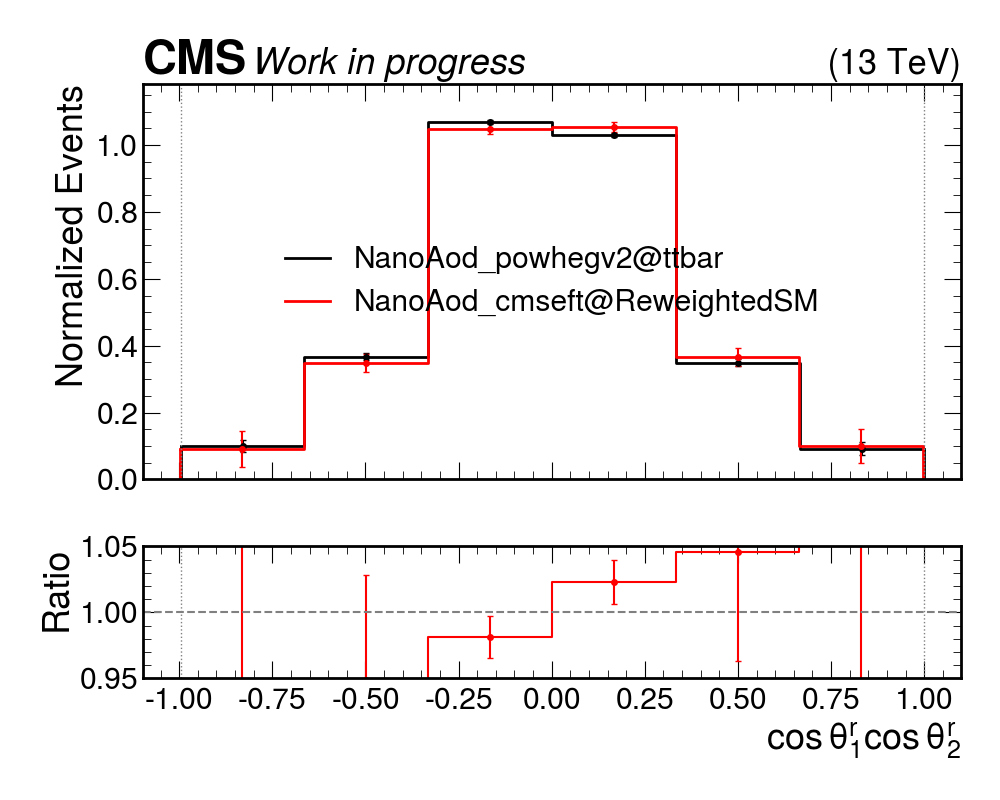 CMS Work in progress (13 TeV)
Normalized Events
1.0
0.8
0.6
0.4
0.2
0.0
NanoAod_powhegv2@ttbar
NanoAod_cmseft@ReweightedSM
Ratio
1.05
1.00
0.95
-1.00 -0.75 -0.50 -0.25 0.00 0.25 0.50 0.75 1.00
cos θ₁ʳcos θ₂ʳ